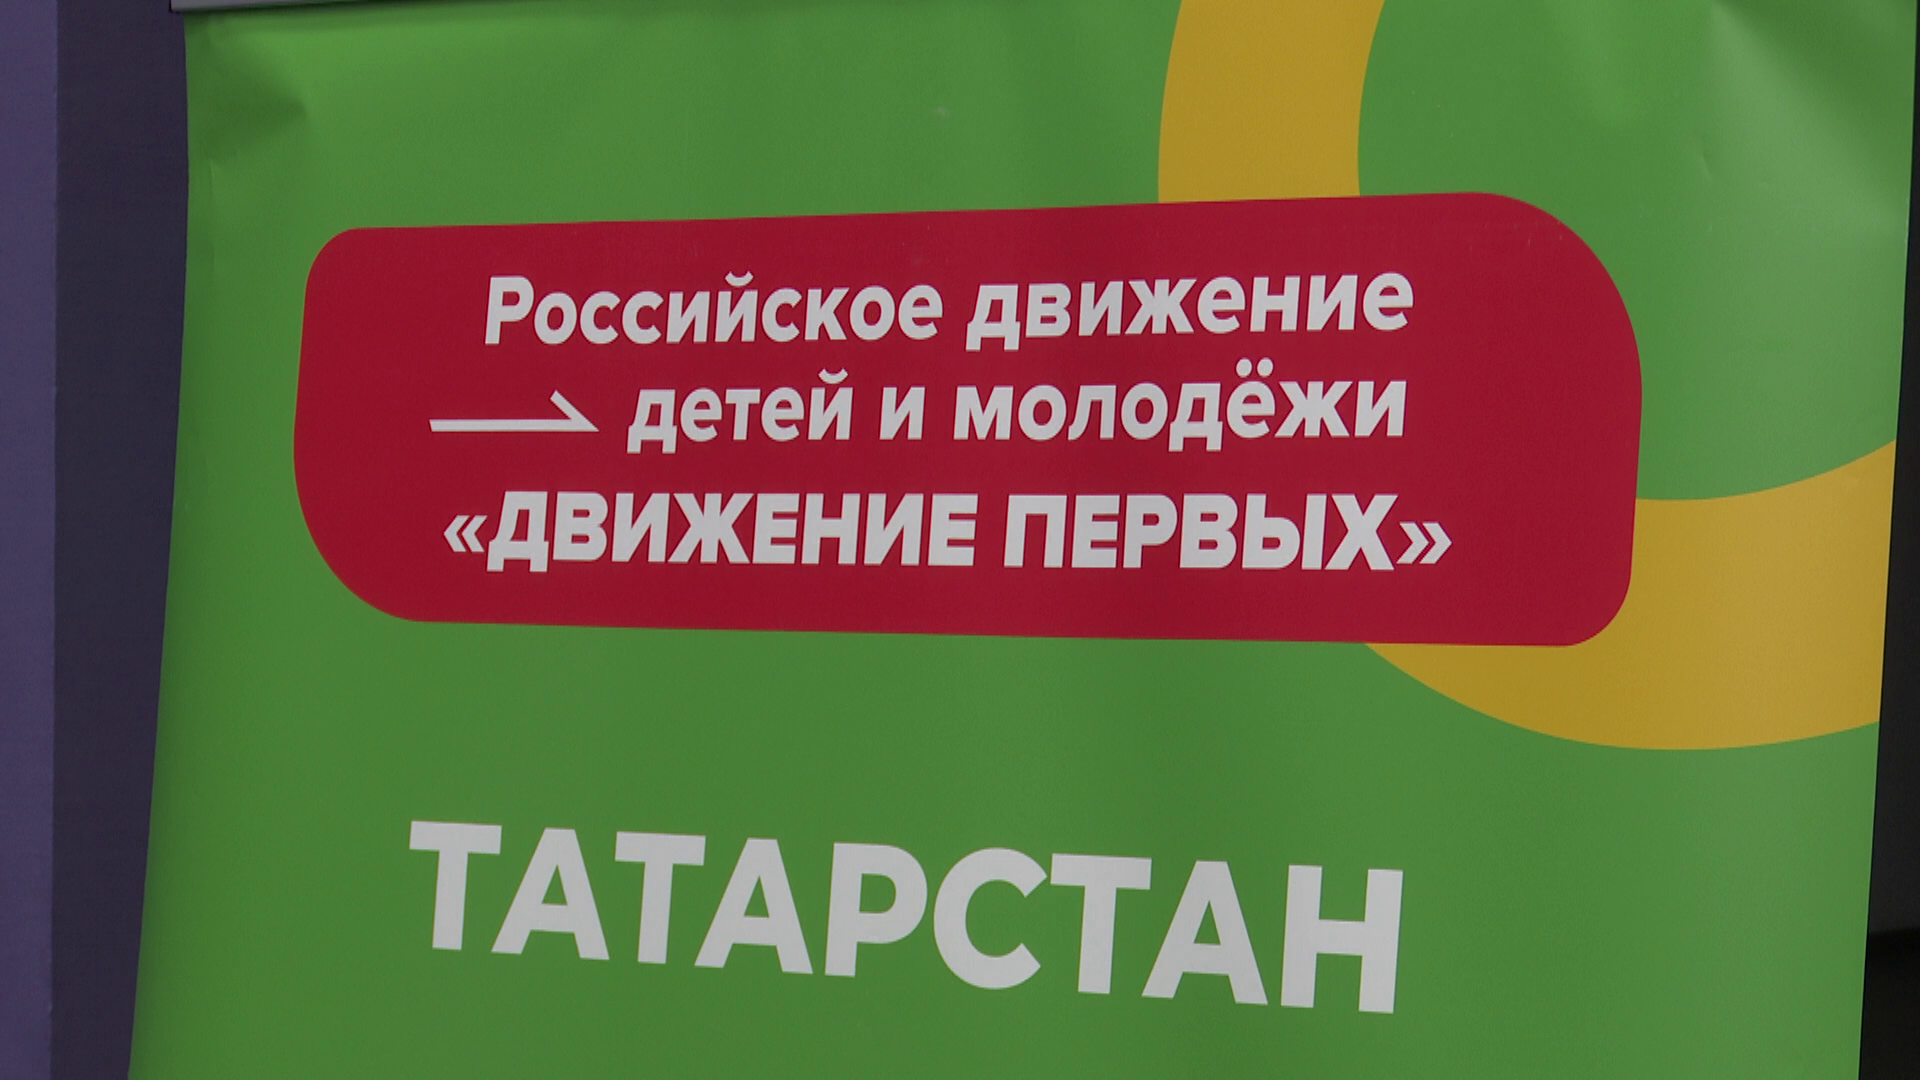 Российское движение
детей и молодёжи
«ДВИЖЕНИЕ ПЕРВЫХ»
ТАТАРСТАН